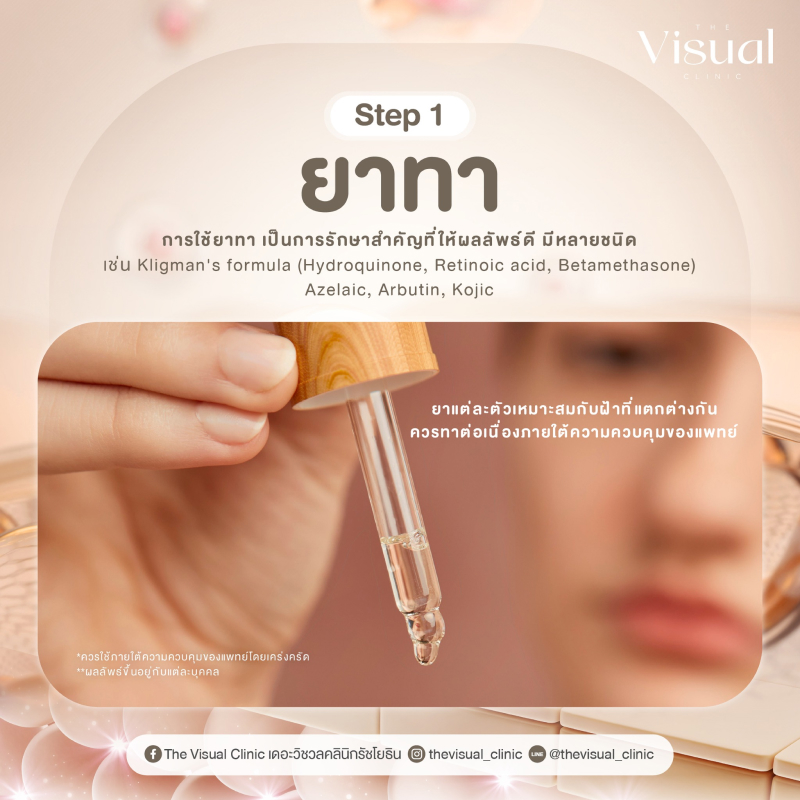 THE
Visual
CLINIC
Step 1
ยาทา
การใช้ยาทา เป็นการรักษาสำคัญที่ให้ผลลัพธ์ดี มีหลายชนิด
เช่น Kligman's formula (Hydroquinone, Retinoic acid, Betamethasone)
Azelaic, Arbutin, Kojic
ยาแต่ละตัวเหมาะสมกับฝ้าที่แตกต่างกัน
ควรทาต่อเนื่องภายใต้ความควบคุมของแพทย์
*ควรใช้ภายใต้ความควบคุมของแพทย์โดยเคร่งครัด
**ผลลัพธ์ขึ้นอยู่กับแต่ละบุคคล
The Visual Clinic เดอะวิชวลคลินิกรัชโยธิน thevisual_clinic LINE @thevisual_clinic